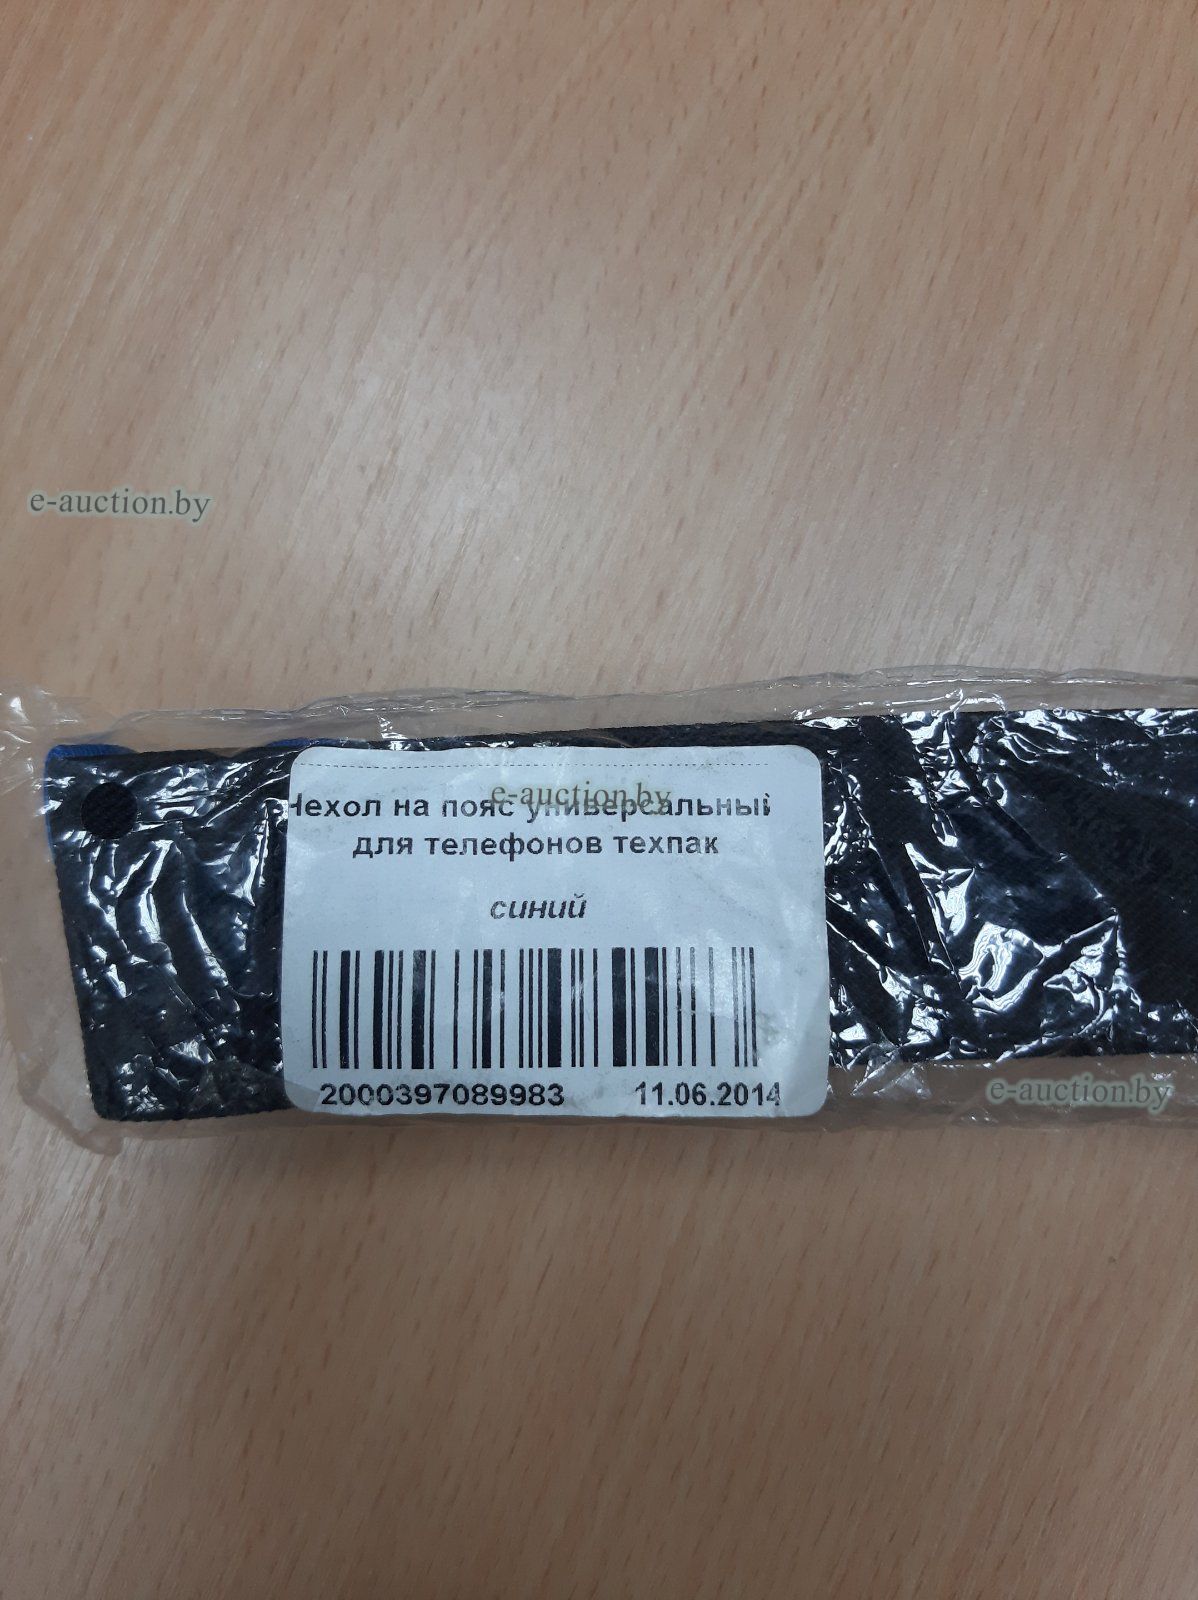 e-auction.by
Чехол на пояс универсальный
e-auction.by
для телефонов техпак
синий
2000397089983 11.06.2014
e-auction.by